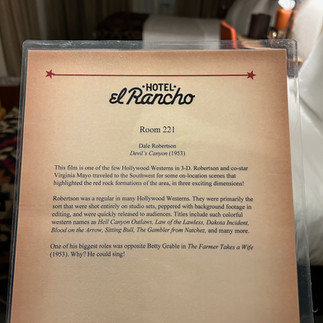 HOTEL
el Rancho
Room 221
Dale Robertson
Devil's Canyon (1953)
This film is one of the few Hollywood Westerns in 3-D. Robertson and co-star
Virginia Mayo traveled to the Southwest for some on-location scenes that
highlighted the red rock formations of the area, in three exciting dimensions!
Robertson was a regular in many Hollywood Westerns. They were primarily the
sort that were shot entirely on studio sets, peppered with background footage in
editing, and were quickly released to audiences. Titles include such colorful
western names as Hell Canyon Outlaws, Law of the Lawless, Dakota Incident,
Blood on the Arrow, Sitting Bull, The Gambler from Natchez, and many more.
One of his biggest roles was opposite Betty Grable in The Farmer Takes a Wife
(1953). Why? He could sing!